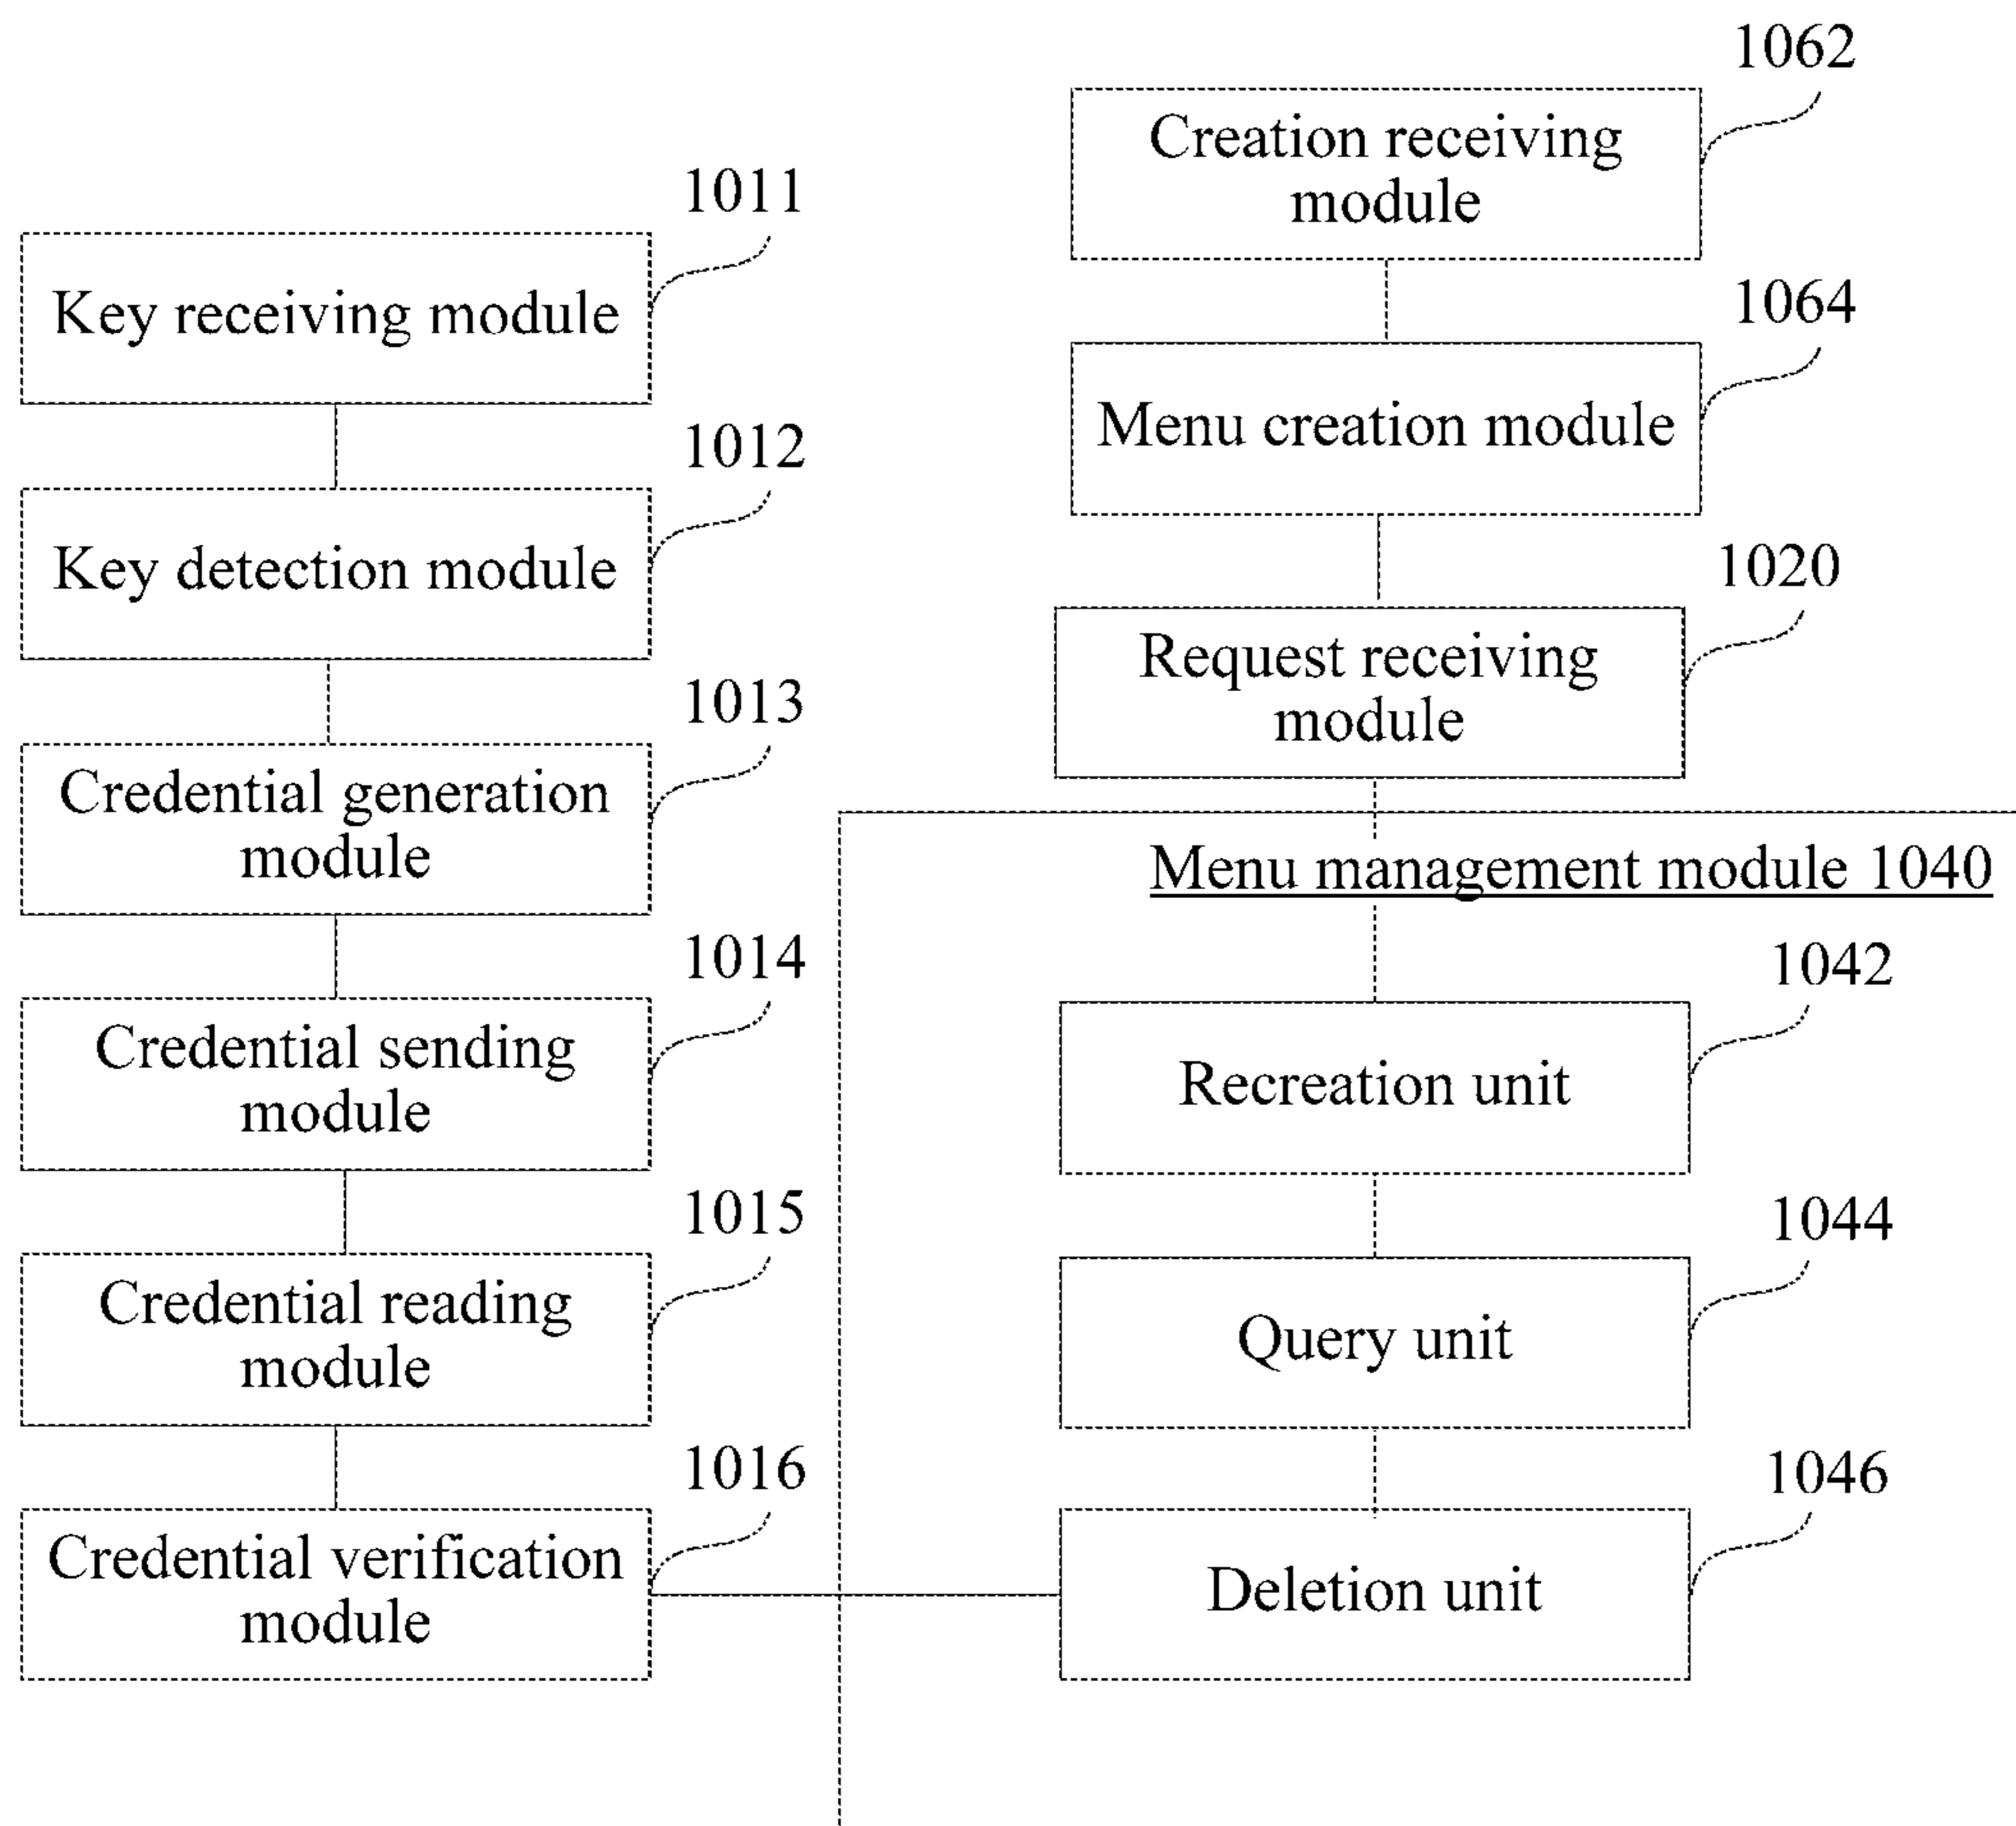 1011
Key receiving module
1012
Key detection module
1013
Credential generation
module
1014
Credential sending
module
1015
Credential reading
module
1016
Credential verification
module
1062
Creation receiving
module
1064
Menu creation module
1020
Request receiving
module
Menu management module 1040
1042
Recreation unit
1044
Query unit
1046
Deletion unit